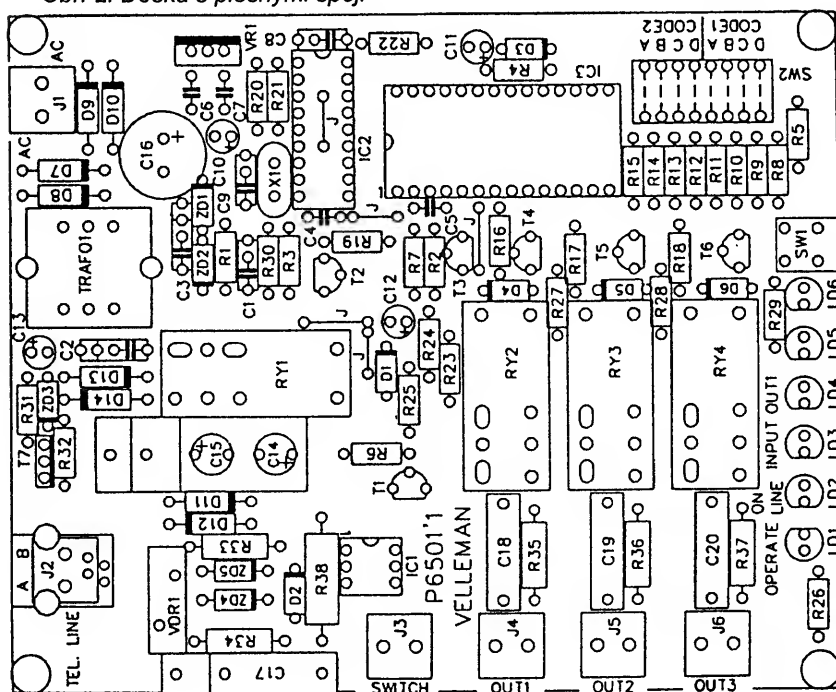 AC
J1
AC
D9
D10
D7
D8
TRAFO1
C16
+
VR1
C6
C7
C10
+
C9
R20
R21
X1
C8
J
IC2
R22
C11
+
D3
R4
IC3
1
CODE2
CODE1
A B C D A B C D
SW2
R15
R14
R13
R12
R11
R10
R9
R8
R5
ZD1
ZD2
C3
R1
C1
R30
R3
C4
J
R19
T2
R7
R2
C5
T3
J
R16
T4
R17
T5
R18
T6
SW1
C13
+
C2
R31
ZD3
T7
R32
D13
D14
RY1
J
J
D1
C12
+
R24
R23
R25
D4
RY2
R27
D5
RY3
R28
D6
RY4
R29
LD6
LD5
LD4
LD3
LD2
LD1
OUT1
INPUT
LINE
ON
OPERATE
C15
+
C14
+
R6
T1
D11
D12
R33
ZD5
ZD4
VDR1
R34
C17
D2
R38
1
IC1
P6501'1
VELLEMAN
C18
R35
C19
R36
C20
R37
R26
A B
J2
TEL. LINE
J3
SWITCH
J4
OUT1
J5
OUT2
J6
OUT3